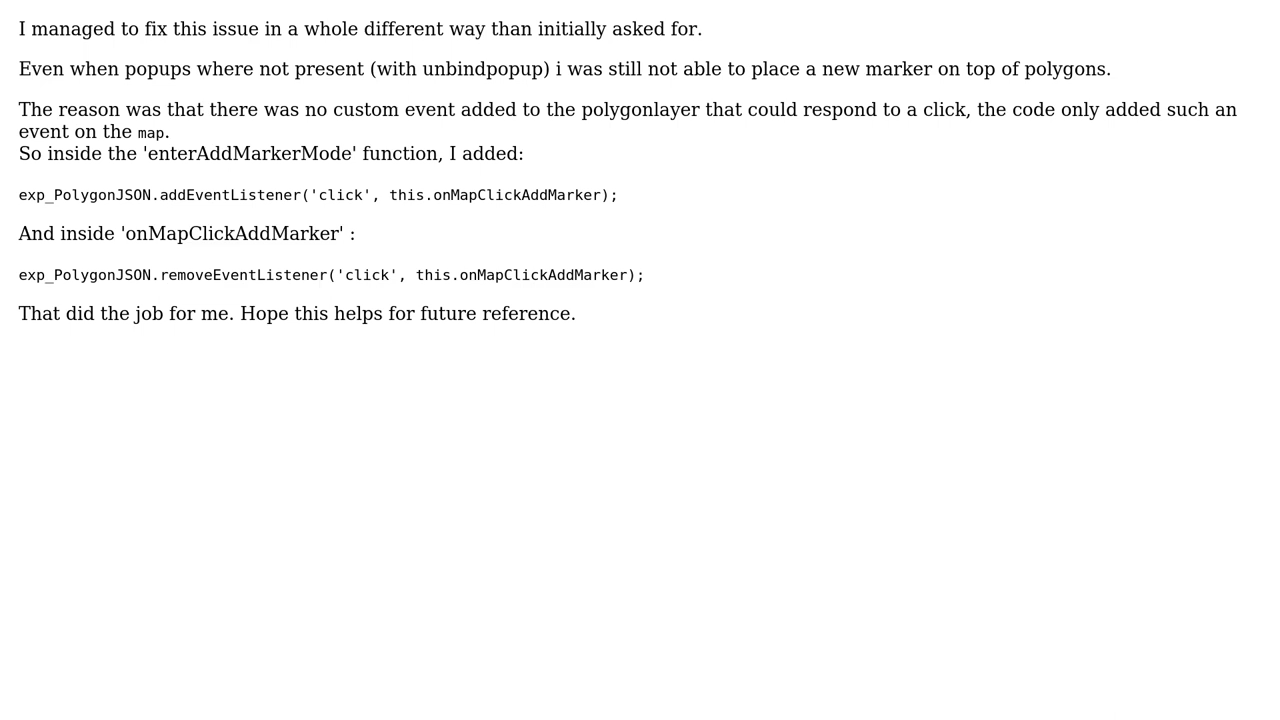 I managed to fix this issue in a whole different way than initially asked for.
Even when popups where not present (with unbindpopup) i was still not able to place a new marker on top of polygons.
The reason was that there was no custom event added to the polygonlayer that could respond to a click, the code only added such an
event on the map.
So inside the 'enterAddMarkerMode' function, I added:
exp_PolygonJSON.addEventListener('click', this.onMapClickAddMarker);
And inside 'onMapClickAddMarker' :
exp_PolygonJSON.removeEventListener('click', this.onMapClickAddMarker);
That did the job for me. Hope this helps for future reference.